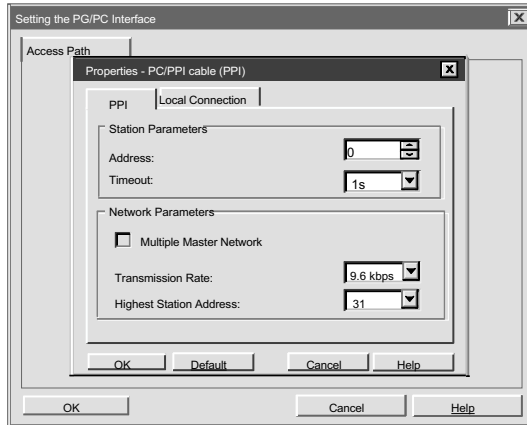 Setting the PG/PC Interface
Access Path
Properties - PC/PPI cable (PPI)
PPI
Local Connection
Station Parameters
Address:
0
Timeout:
1s
Network Parameters
Multiple Master Network
Transmission Rate:
9.6 kbps
Highest Station Address:
31
OK
Default
Cancel
Help
OK
Cancel
Help